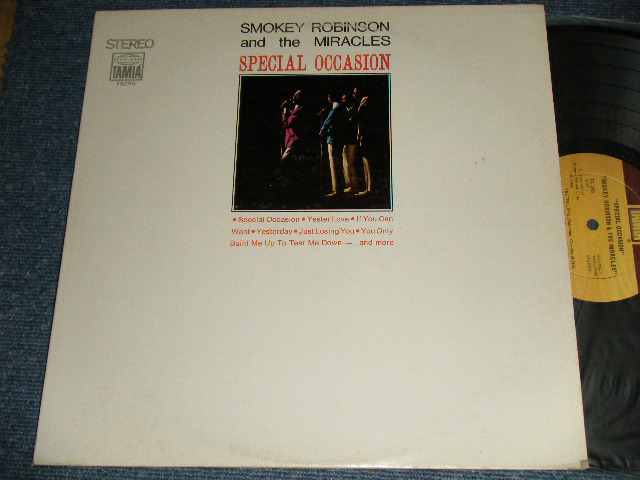 SMOKEY ROBINSON
and the MIRACLES
STEREO
SPECIAL OCCASION
TAMLA
• Special Occasion • Yester Love • If You Can
Want • Yesterday • Just Losing You • You Only
Build Me Up To Tear Me Down — and more
TAMLA
"SPECIAL OCCASION"
"SMOKEY ROBINSON & THE MIRACLES"